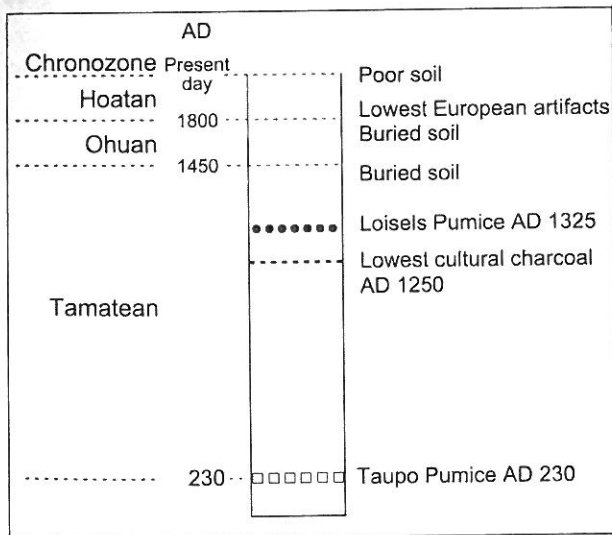 AD
Chronozone Present day Poor soil
Hoatan
Lowest European artifacts
1800 Buried soil
Ohuan
1450 Buried soil
Loisels Pumice AD 1325
Lowest cultural charcoal
AD 1250
Tamatean
230 Taupo Pumice AD 230